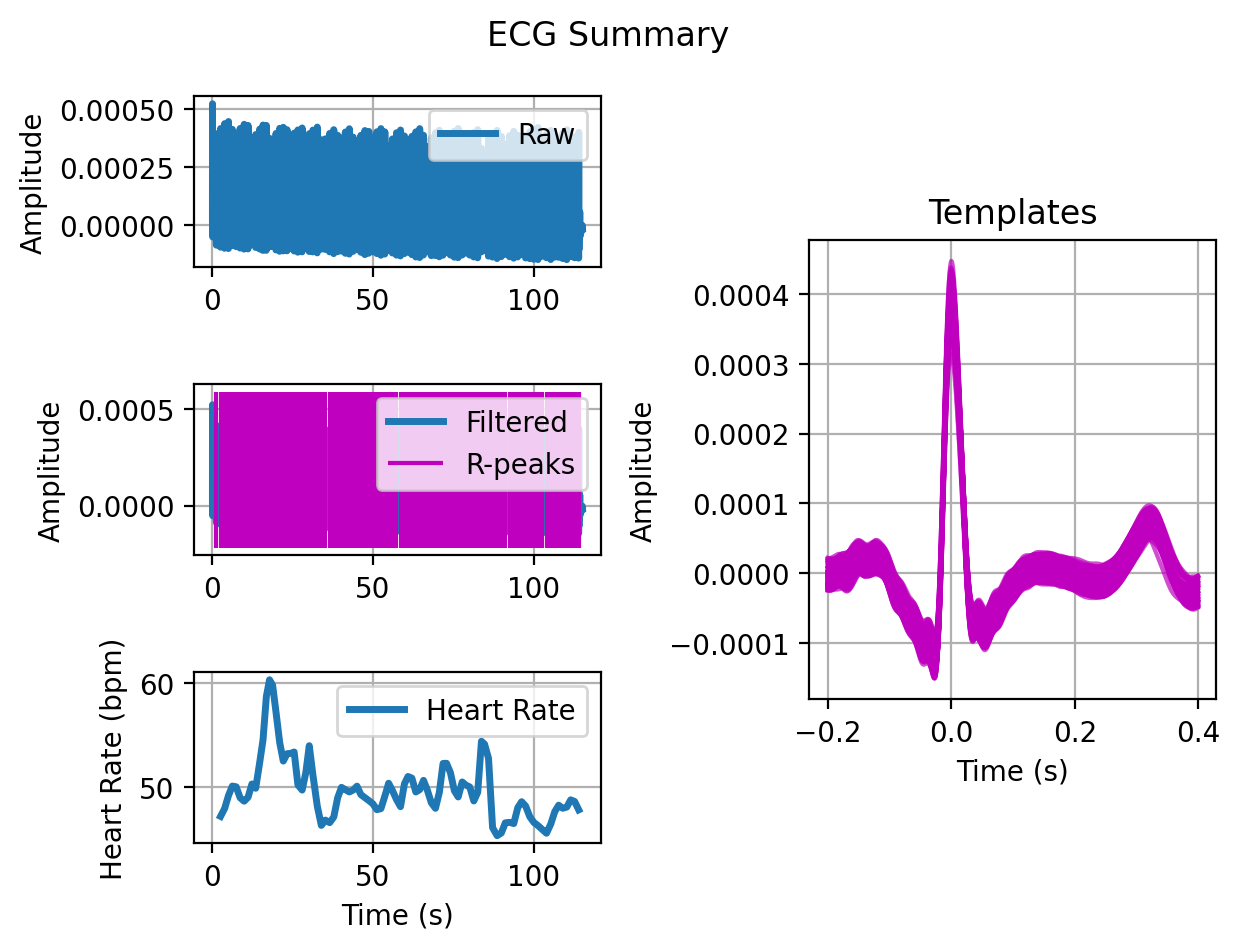 ECG Summary
Amplitude
0.00050
0.00025
0.00000
Raw
0
50
100
Amplitude
0.0005
0.0000
Filtered
R-peaks
0
50
100
Heart Rate (bpm)
60
50
Heart Rate
0
50
100
Time (s)
Templates
Amplitude
0.0004
0.0003
0.0002
0.0001
0.0000
−0.0001
−0.2
0.0
0.2
0.4
Time (s)